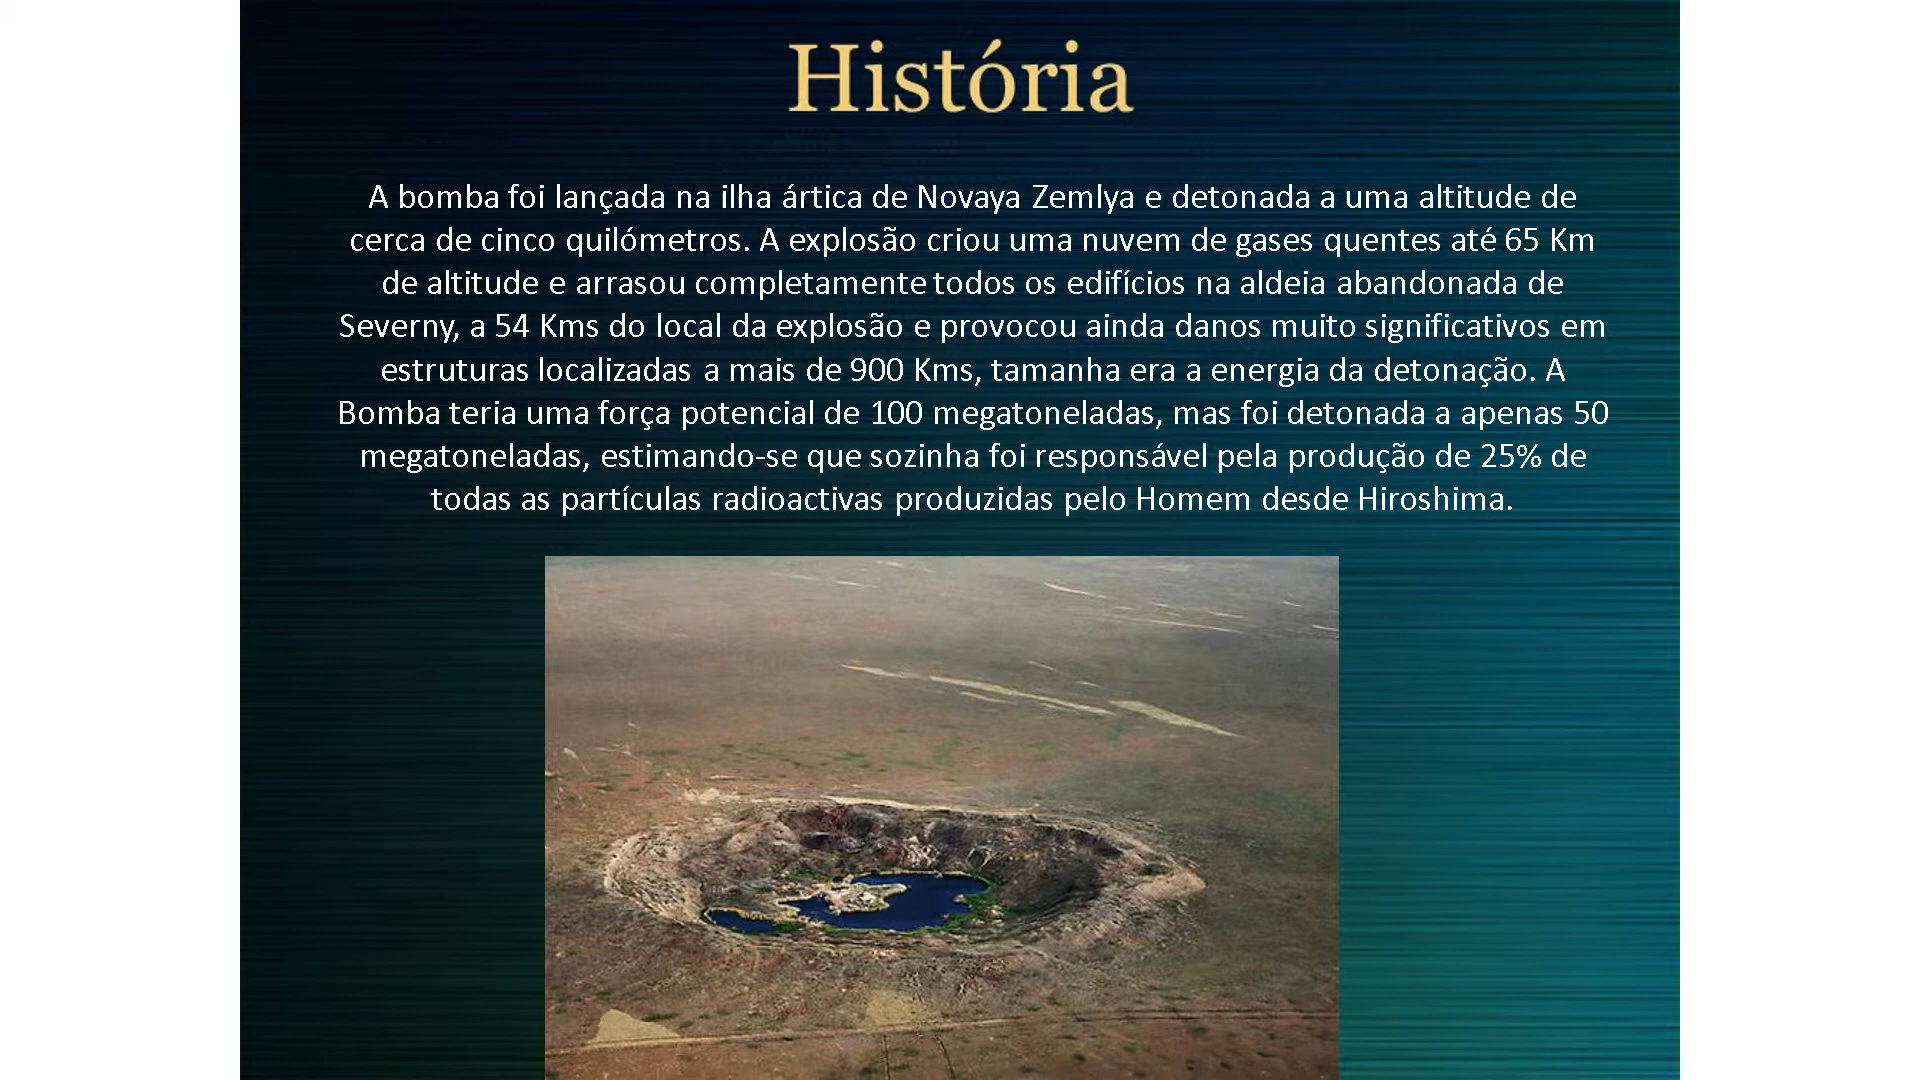 História
A bomba foi lançada na ilha ártica de Novaya Zemlya e detonada a uma altitude de
cerca de cinco quilómetros. A explosão criou uma nuvem de gases quentes até 65 Km
de altitude e arrasou completamente todos os edifícios na aldeia abandonada de
Severny, a 54 Kms do local da explosão e provocou ainda danos muito significativos em
estruturas localizadas a mais de 900 Kms, tamanha era a energia da detonação. A
Bomba teria uma força potencial de 100 megatoneladas, mas foi detonada a apenas 50
megatoneladas, estimando-se que sozinha foi responsável pela produção de 25% de
todas as partículas radioactivas produzidas pelo Homem desde Hiroshima.